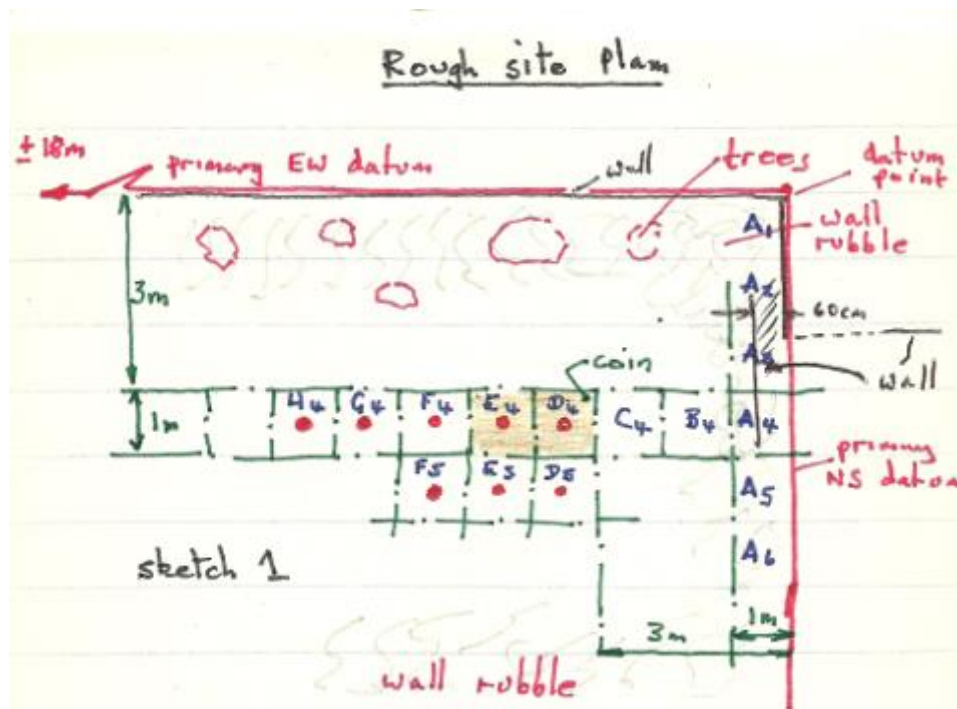 Rough site plan
± 18m
primary EW datum
wall
trees
datum point
A1
wall rubble
3m
A2
60cm
A3
wall
coin
1m
H4 G4 F4 E4 D4 C4 B4 A4
primary NS datum
F5 E5 D5 A5
A6
sketch 1
1m
3m
wall rubble